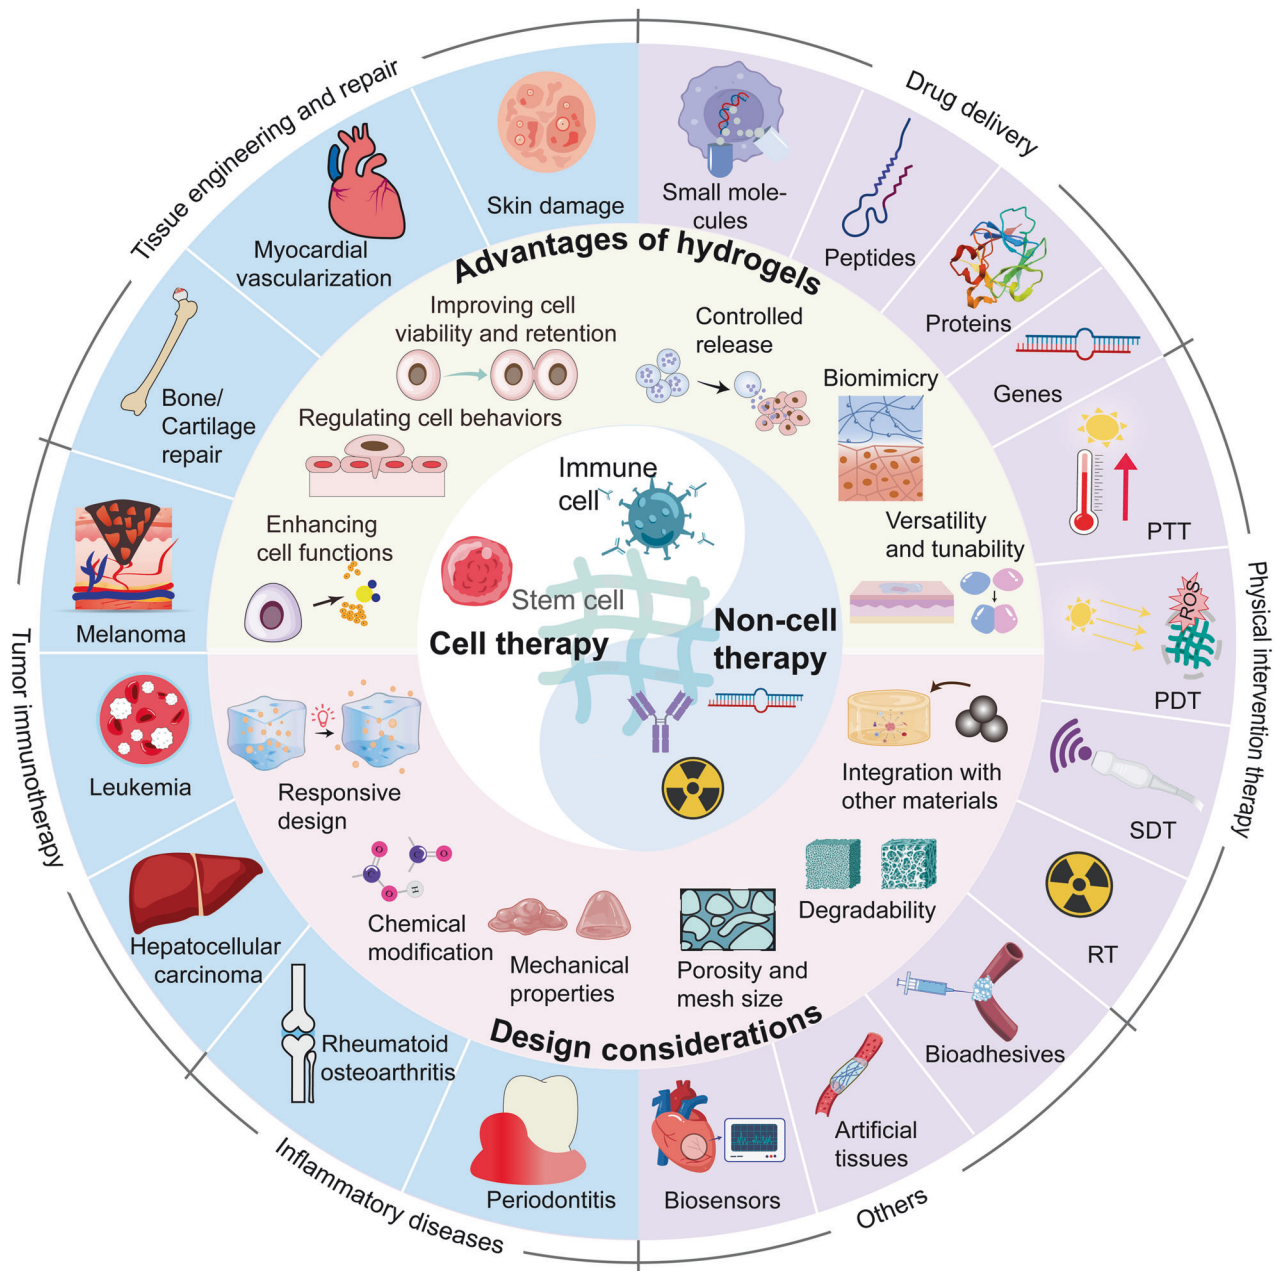 Tissue engineering and repair
Drug delivery
Skin damage
Small mole-
cules
Myocardial
vascularization
Peptides
Bone/
Cartilage
repair
Proteins
Genes
Advantages of hydrogels
Improving cell
viability and retention
Controlled
release
Regulating cell behaviors
Biomimicry
Enhancing
cell functions
Versatility
and tunability
Immune
cell
Stem cell
Cell therapy
Non-cell
therapy
Tumor immunotherapy
Melanoma
Leukemia
Hepatocellular
carcinoma
Physical intervention therapy
PTT
ROS
PDT
SDT
RT
Responsive
design
Integration with
other materials
O
C
O
O
H
C
O
Chemical
modification
Mechanical
properties
Porosity and
mesh size
Degradability
Design considerations
Inflammatory diseases
Rheumatoid
osteoarthritis
Periodontitis
Others
Biosensors
Artificial
tissues
Bioadhesives